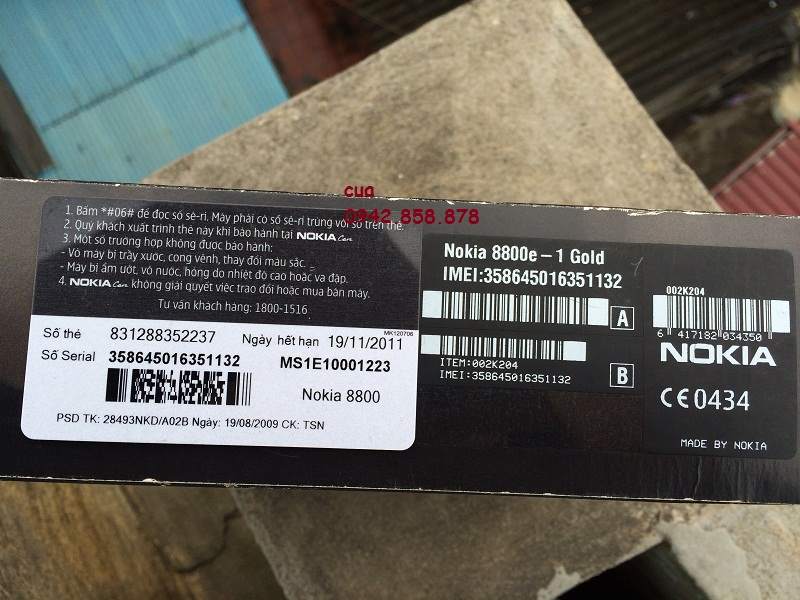 cua
0942.858.878
1. Bấm *#06# để đọc số sê-ri. Máy phải có số sê-ri trùng với số trên thẻ.
2. Quý khách xuất trình thẻ này khi bảo hành tại NOKIA Care
3. Một số trường hợp không được bảo hành:
- Vỏ máy bị trầy xước, cong vênh, thay đổi màu sắc.
- Máy bị ẩm ướt, vô nước, hỏng do nhiệt độ cao hoặc va đập.
4. NOKIA Care không giải quyết việc trao đổi hoặc mua bán máy.
Tư vấn khách hàng: 1800-1516.
MK120706
Số thẻ 831288352237 Ngày hết hạn 19/11/2011
Số Serial 358645016351132 MS1E10001223
Nokia 8800
PSD TK: 28493NKD/A02B Ngày: 19/08/2009 CK: TSN
Nokia 8800e – 1 Gold
IMEI:358645016351132
A
ITEM:002K204
IMEI:358645016351132
B
002K204
6 417182 034350
NOKIA
CE0434
MADE BY NOKIA